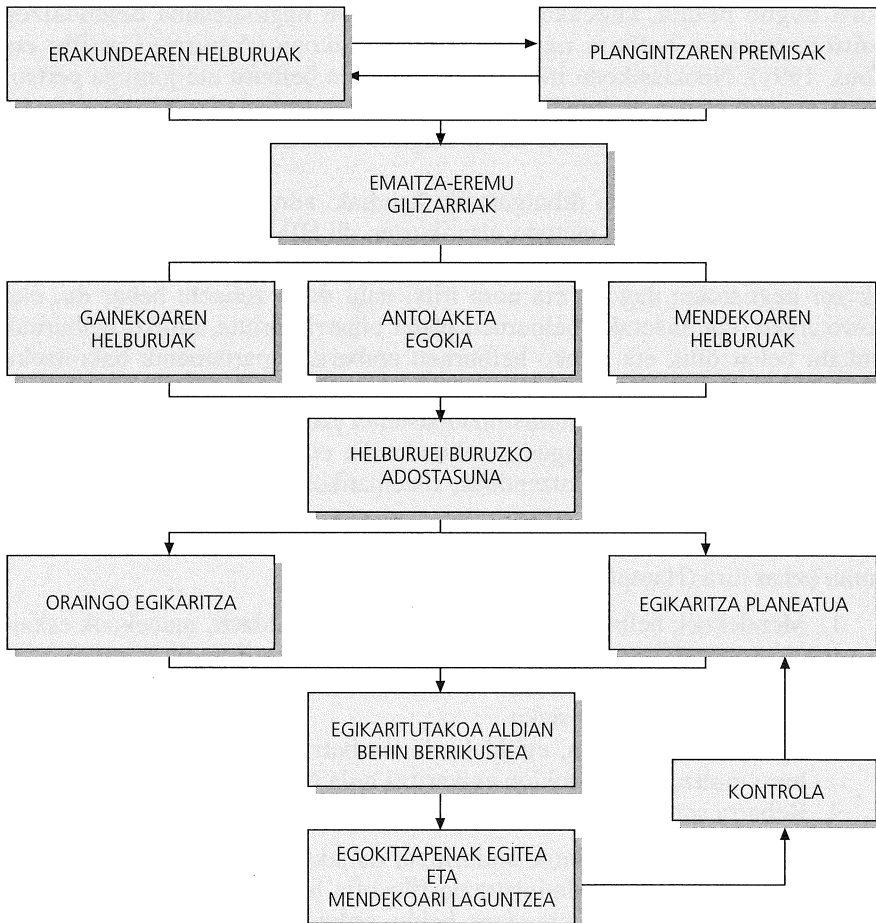 ERAKUNDEAREN HELBURUAK
PLANGINTZAREN PREMISAK
EMAITZA-EREMU
GILTZARRIAK
GAINEKOAREN
HELBURUAK
ANTOLAKETA
EGOKIA
MENDEKOAREN
HELBURUAK
HELBURUEI BURUZKO
ADOSTASUNA
ORAINGO EGIKARITZA
EGIKARITZA PLANEATUA
EGIKARITUTAKOA ALDIAN
BEHIN BERRIKUSTEA
KONTROLA
EGOKITZAPENAK EGITEA
ETA
MENDEKOARI LAGUNTZEA